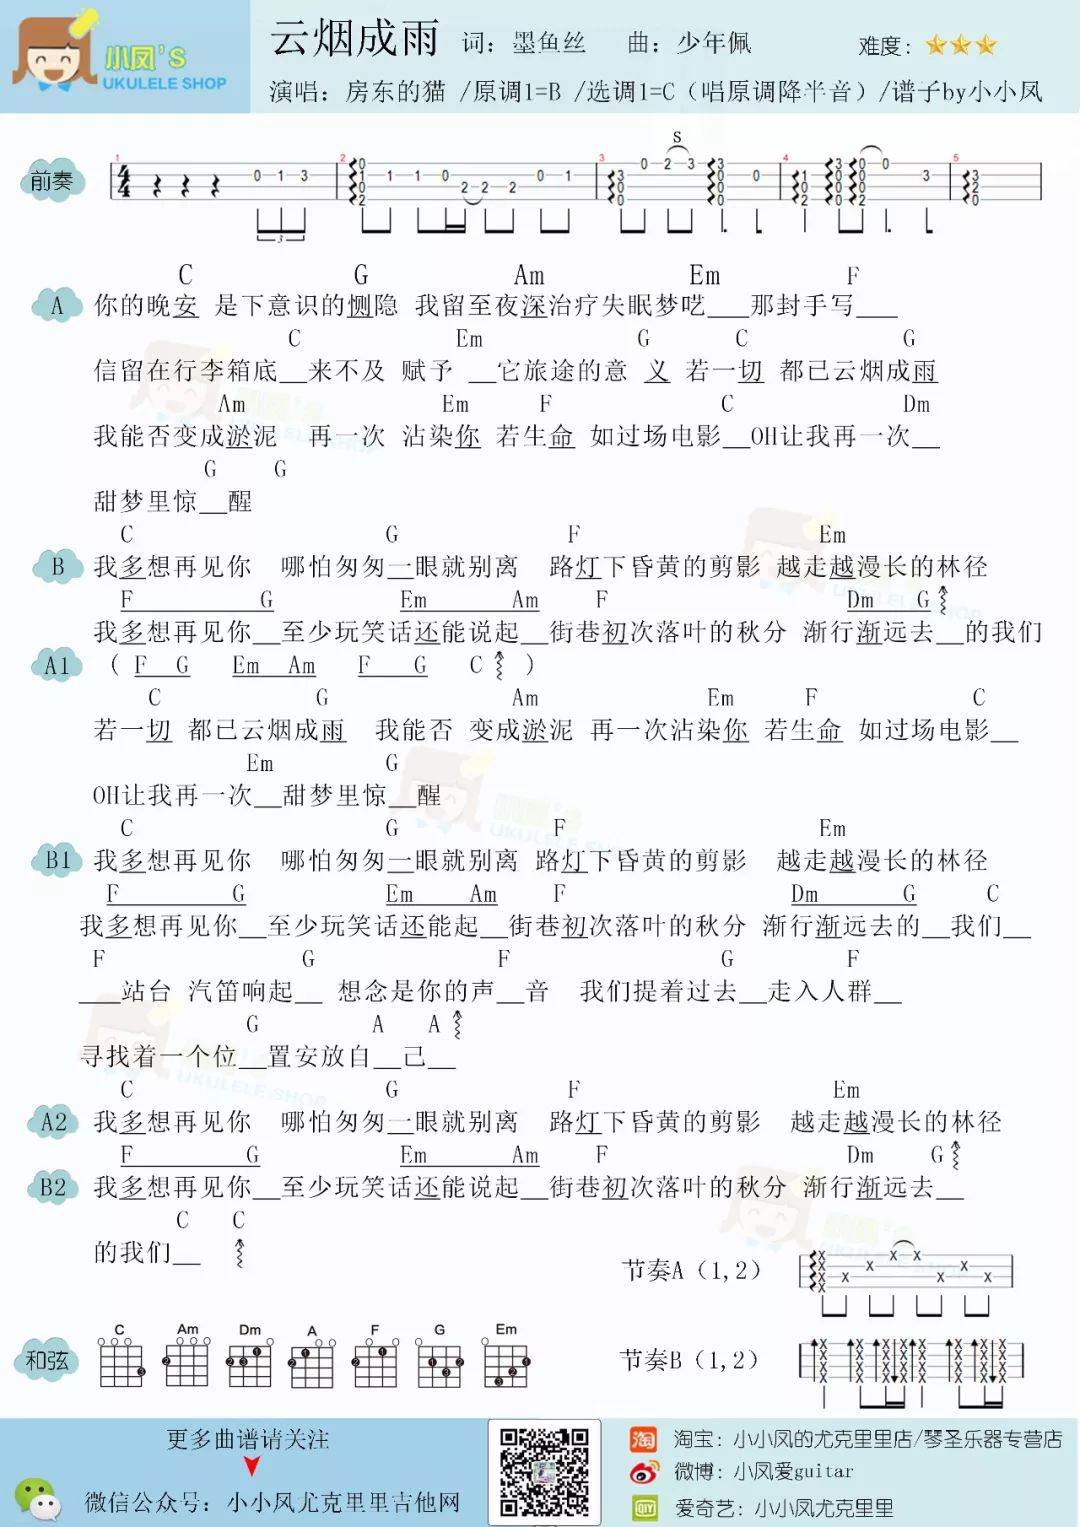 小凤'S
UKULELE SHOP
云烟成雨 词：墨鱼丝 曲：少年佩 难度：
演唱：房东的猫 /原调1=B /选调1=C（唱原调降半音）/谱子by小小凤
前奏
C G Am Em F
A 你的晚安 是下意识的恻隐 我留至夜深治疗失眠梦呓___那封手写___
C Em G C G
信留在行李箱底__来不及 赋予 __它旅途的意 义 若一切 都已云烟成雨
Am Em F C Dm
我能否变成淤泥 再一次 沾染你 若生命 如过场电影__OH让我再一次__
G G
甜梦里惊__醒
C G F Em
B 我多想再见你 哪怕匆匆一眼就别离 路灯下昏黄的剪影 越走越漫长的林径
F G Em Am F Dm G
我多想再见你__至少玩笑话还能说起__街巷初次落叶的秋分 渐行渐远去__的我们
A1 （ F G Em Am F G C ）
C G Am Em F C
若一切 都已云烟成雨 我能否 变成淤泥 再一次沾染你 若生命 如过场电影__
Em G
OH让我再一次__甜梦里惊__醒
C G F Em
B1 我多想再见你 哪怕匆匆一眼就别离 路灯下昏黄的剪影 越走越漫长的林径
F G Em Am F Dm G C
我多想再见你__至少玩笑话还能起__街巷初次落叶的秋分 渐行渐远去的__我们__
F G F G F
___站台 汽笛响起__ 想念是你的声__音 我们提着过去__走入人群__
G A A
寻找着一个位__置安放自__己__
C G F Em
A2 我多想再见你 哪怕匆匆一眼就别离 路灯下昏黄的剪影 越走越漫长的林径
F G Em Am F Dm G
B2 我多想再见你__至少玩笑话还能说起__街巷初次落叶的秋分 渐行渐远去__
C C
的我们__
节奏A（1,2）
和弦 C Am Dm A F G Em
节奏B（1,2）
更多曲谱请关注
微信公众号：小小凤尤克里里吉他网
淘宝：小小凤的尤克里里店/琴圣乐器专营店
微博：小凤爱guitar
爱奇艺：小小凤尤克里里